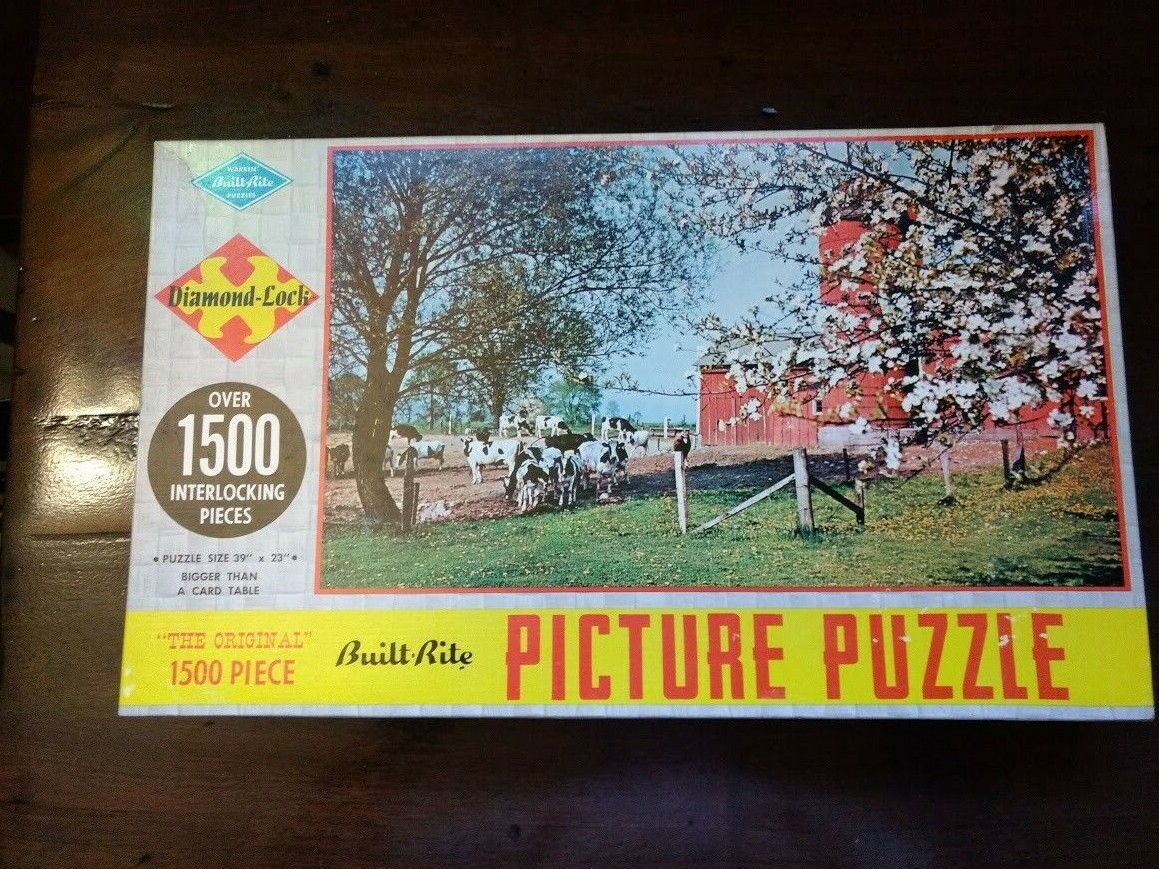 WARREN
Built-Rite
PUZZLES
Diamond-Lock
OVER
1500
INTERLOCKING
PIECES
• PUZZLE SIZE 39" x 23" •
BIGGER THAN
A CARD TABLE
"THE ORIGINAL"
1500 PIECE
Built-Rite
PICTURE PUZZLE